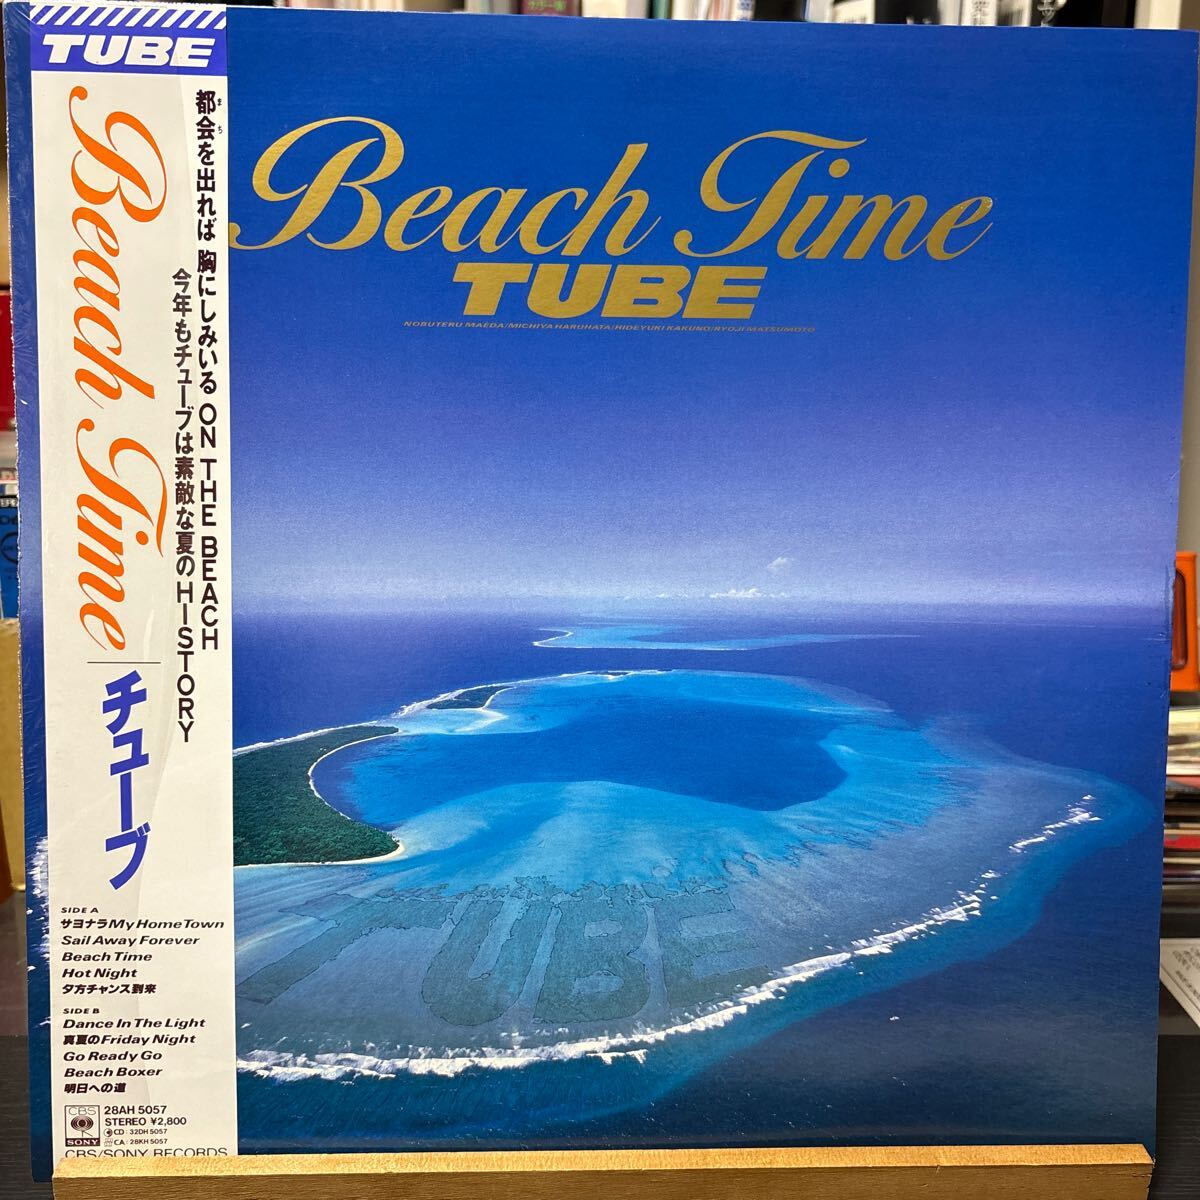 TUBE
Beach Time
チューブ
都会を出れば 胸にしみいる ON THE BEACH
まち
今年もチューブは素敵な夏のHISTORY
SIDE A
サヨナラMy Home Town
Sail Away Forever
Beach Time
Hot Night
夕方チャンス到来
SIDE B
Dance In The Light
真夏のFriday Night
Go Ready Go
Beach Boxer
明日への道
CBS
SONY
28AH 5057
STEREO ¥2,800
CD: 32DH 5057
CA: 28KH 5057
CBS/SONY RECORDS
Beach Time
TUBE
NOBUTERU MAEDA/MICHIYA HARUHATA/HIDEYUKI KAKUNO/RYOJI MATSUMOTO
TUBE